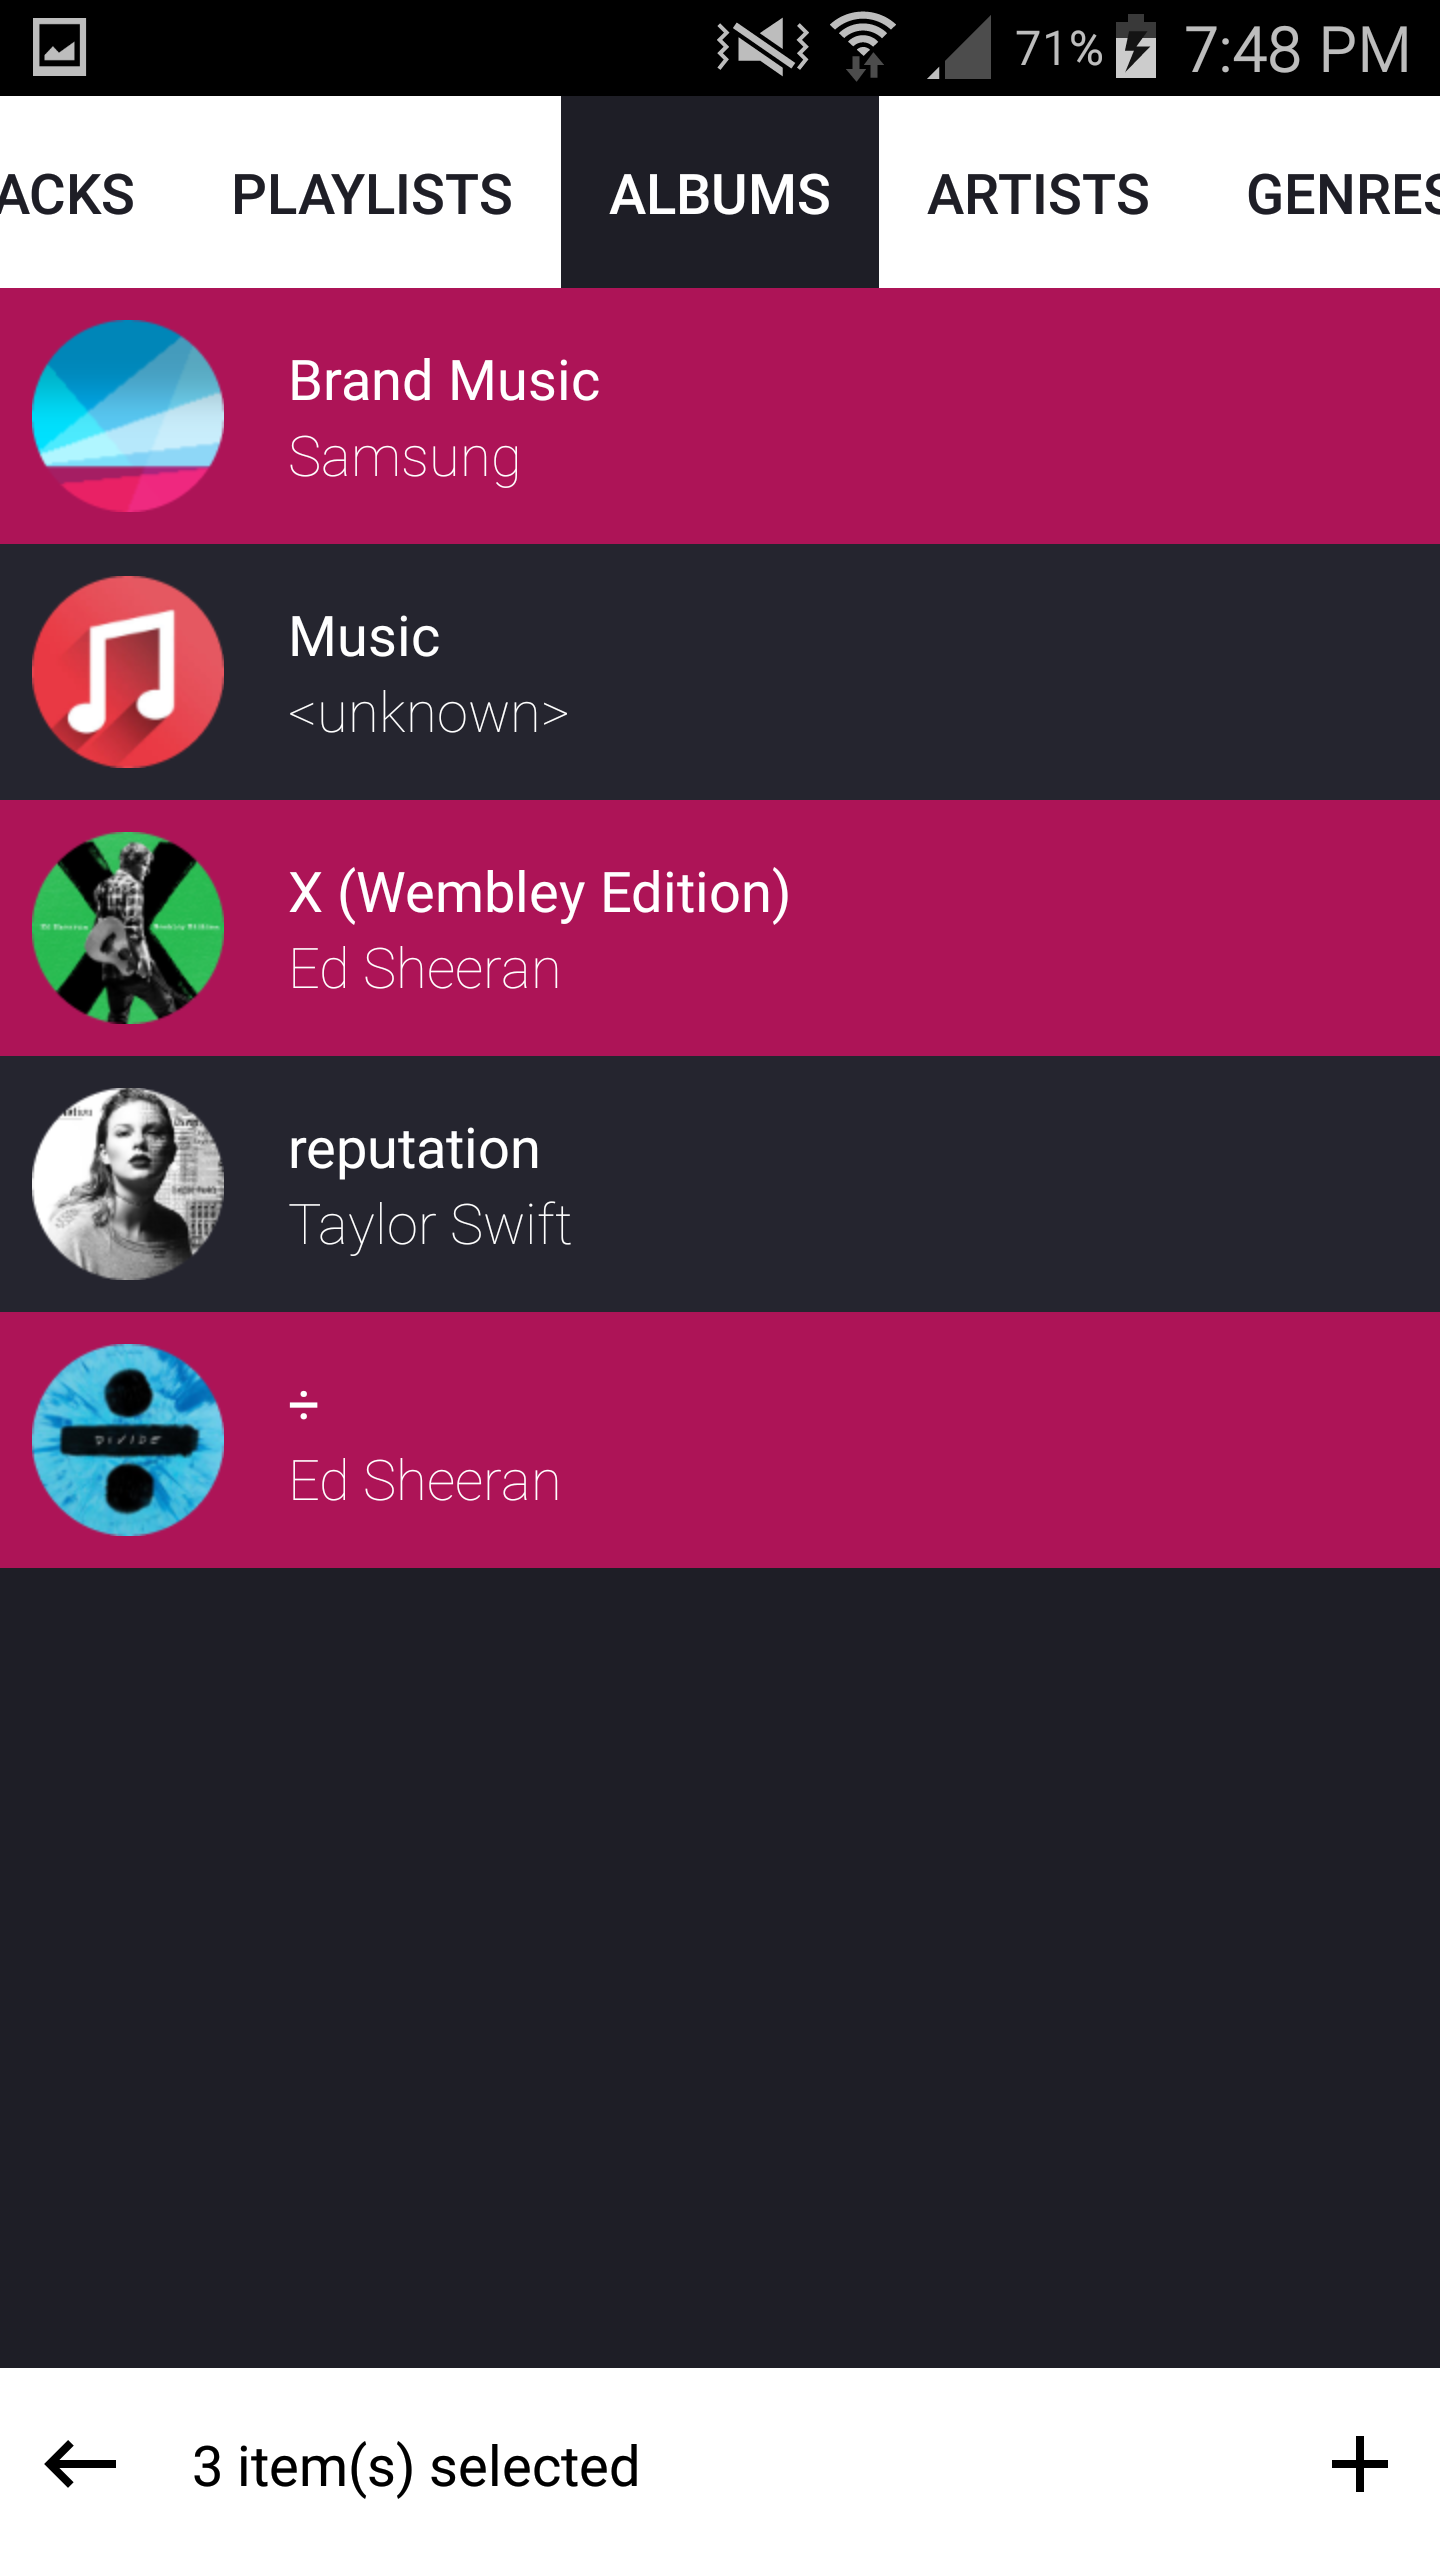 71% 7:48 PM
ACKS PLAYLISTS ALBUMS ARTISTS GENRES
Brand Music
Samsung
Music
<unknown>
X (Wembley Edition)
Ed Sheeran
reputation
Taylor Swift
DIVIDE
÷
Ed Sheeran
3 item(s) selected